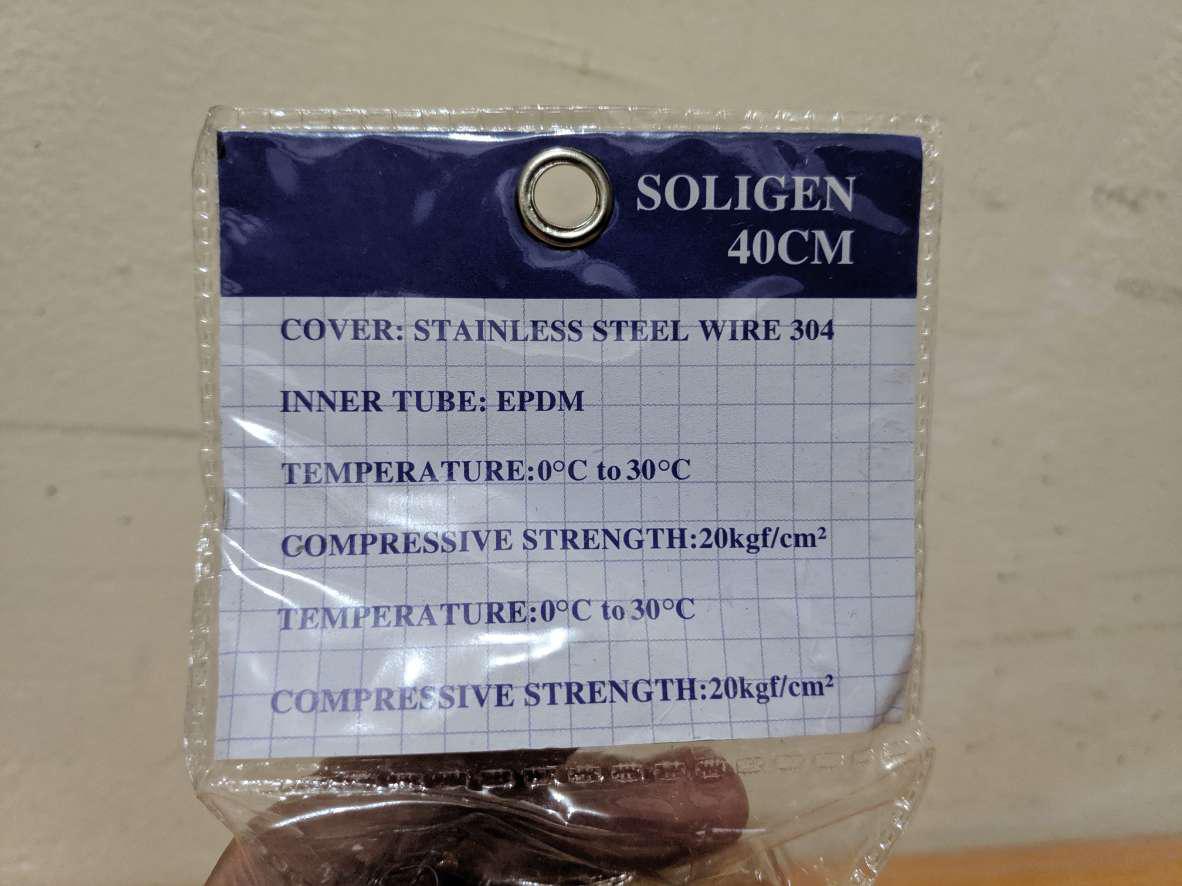 SOLIGEN
40CM
COVER: STAINLESS STEEL WIRE 304
INNER TUBE: EPDM
TEMPERATURE:0°C to 30°C
COMPRESSIVE STRENGTH:20kgf/cm²
TEMPERATURE:0°C to 30°C
COMPRESSIVE STRENGTH:20kgf/cm²